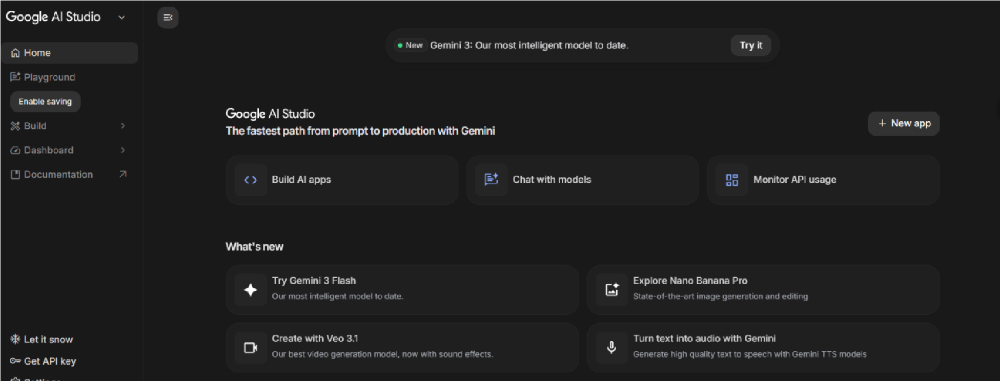 Google AI Studio
Home
Playground
Enable saving
Build
Dashboard
Documentation
Let it snow
Get API key
Settings
New
Gemini 3: Our most intelligent model to date.
Try it
Google AI Studio
The fastest path from prompt to production with Gemini
+ New app
Build AI apps
Chat with models
Monitor API usage
What's new
Try Gemini 3 Flash
Our most intelligent model to date.
Explore Nano Banana Pro
State-of-the-art image generation and editing
Create with Veo 3.1
Our best video generation model, now with sound effects.
Turn text into audio with Gemini
Generate high quality text to speech with Gemini TTS models